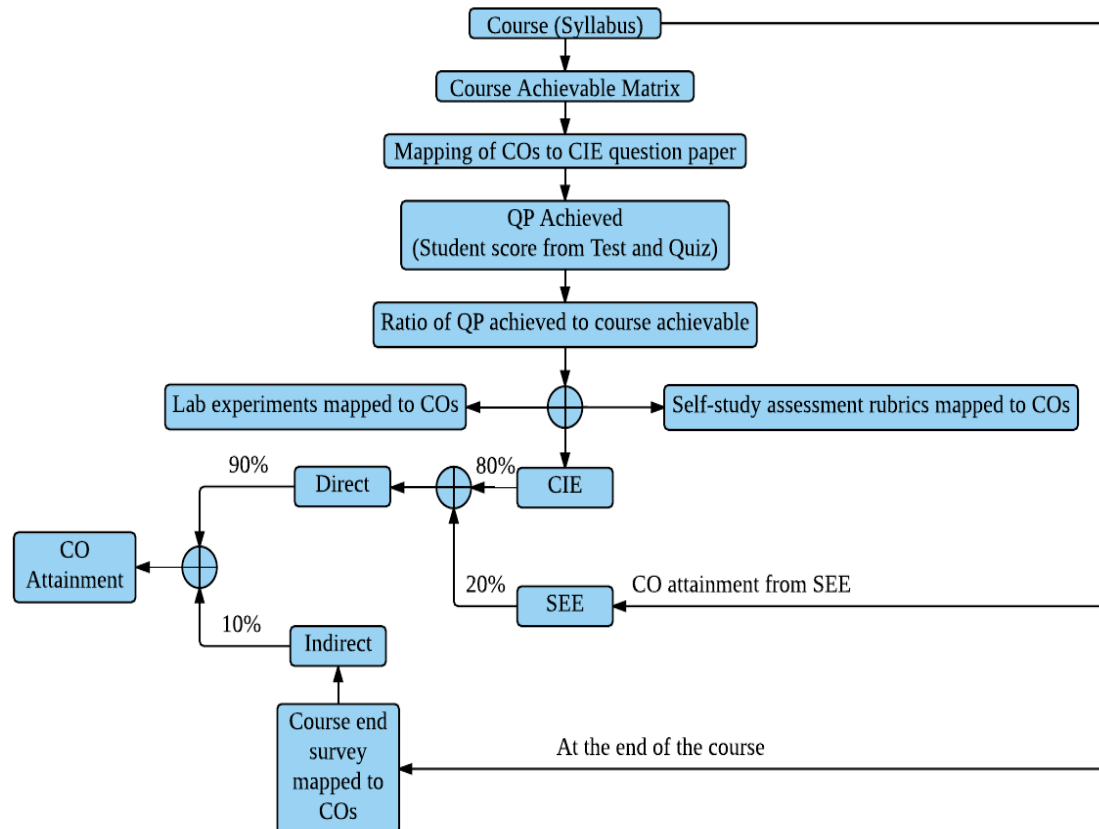 Course (Syllabus)
Course Achievable Matrix
Mapping of COs to CIE question paper
QP Achieved
(Student score from Test and Quiz)
Ratio of QP achieved to course achievable
Lab experiments mapped to COs
Self-study assessment rubrics mapped to COs
90%
Direct
80%
CIE
CO
Attainment
20%
SEE
CO attainment from SEE
10%
Indirect
Course end
survey
mapped to
COs
At the end of the course